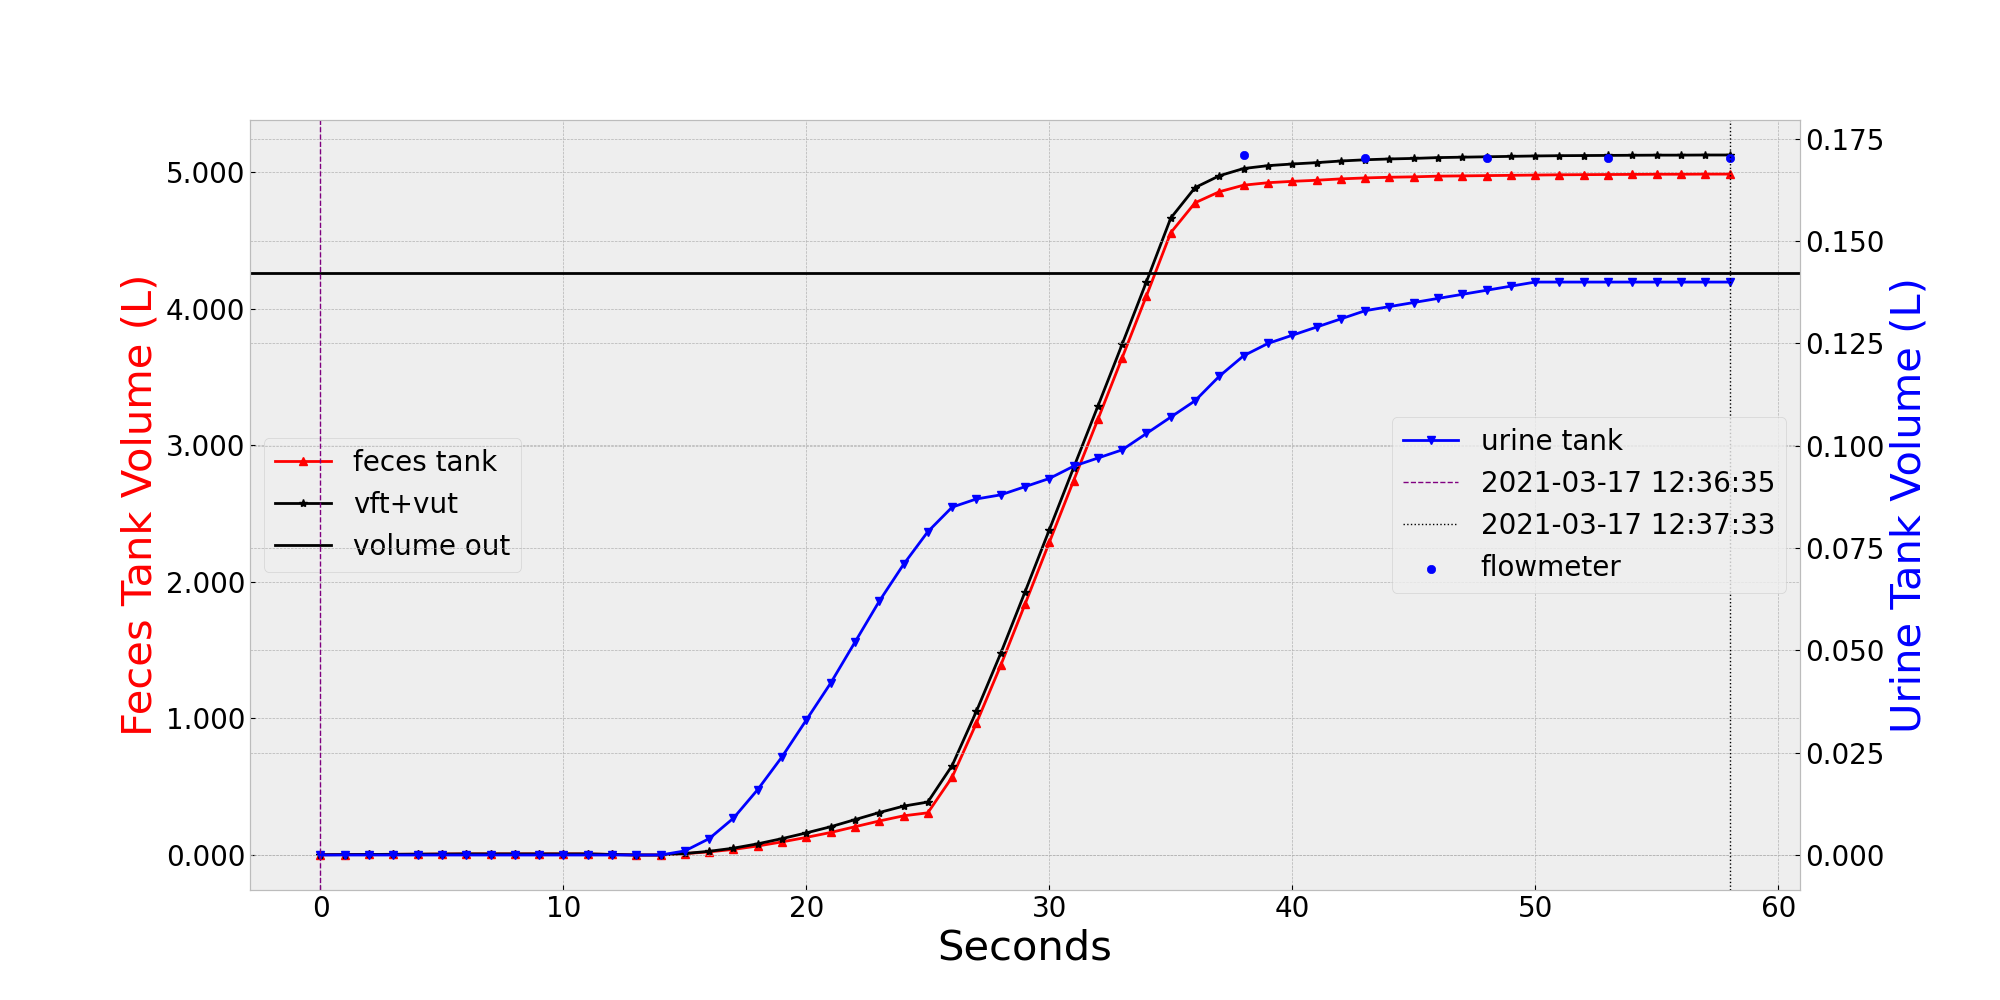 Feces Tank Volume (L)
5.000
4.000
3.000
2.000
1.000
0.000
feces tank
vft+vut
volume out
0.175
0.150
0.125
0.100
0.075
0.050
0.025
0.000
Urine Tank Volume (L)
urine tank
2021-03-17 12:36:35
2021-03-17 12:37:33
flowmeter
0 10 20 30 40 50 60
Seconds